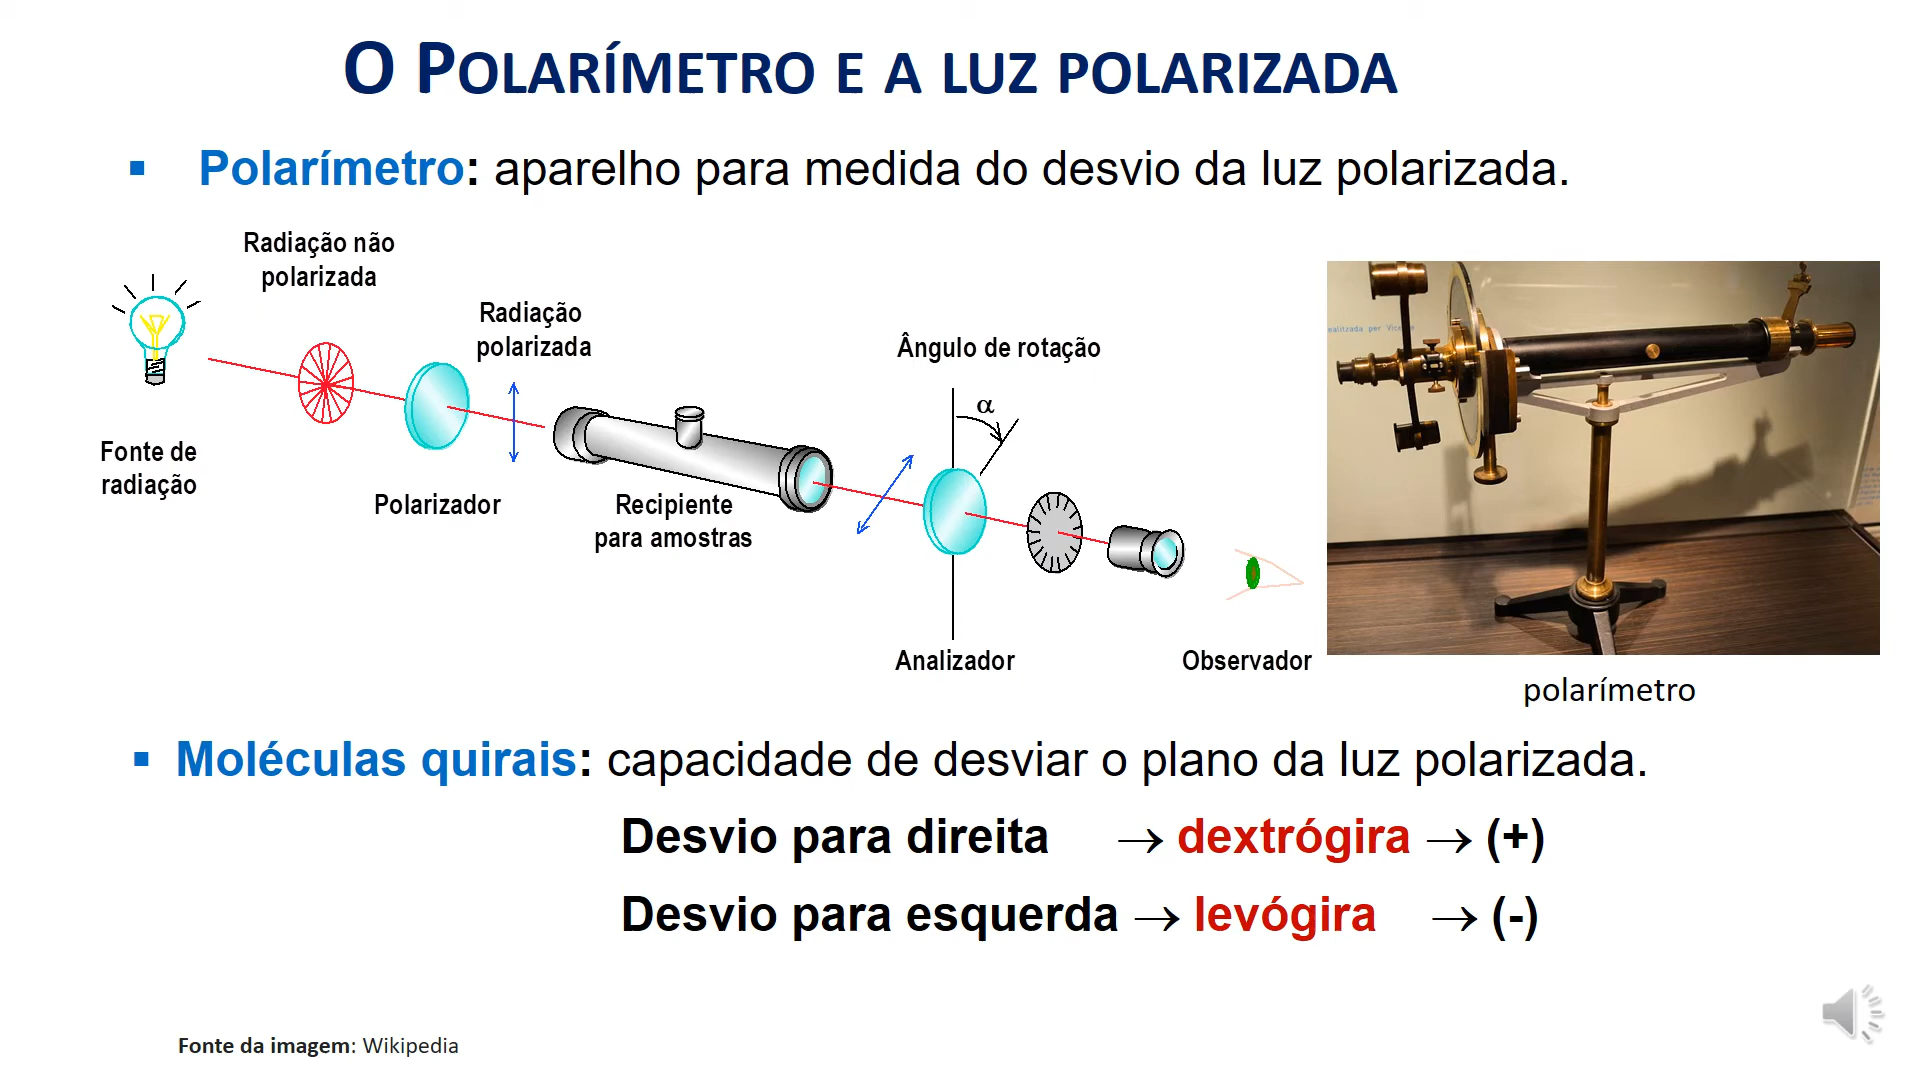 O POLARÍMETRO E A LUZ POLARIZADA
▪ Polarímetro: aparelho para medida do desvio da luz polarizada.
Radiação não
polarizada
Radiação
polarizada
Ângulo de rotação
α
Fonte de
radiação
Polarizador
Recipiente
para amostras
Analizador
Observador
polarímetro
▪ Moléculas quirais: capacidade de desviar o plano da luz polarizada.
Desvio para direita → dextrógira → (+)
Desvio para esquerda → levógira → (-)
Fonte da imagem: Wikipedia